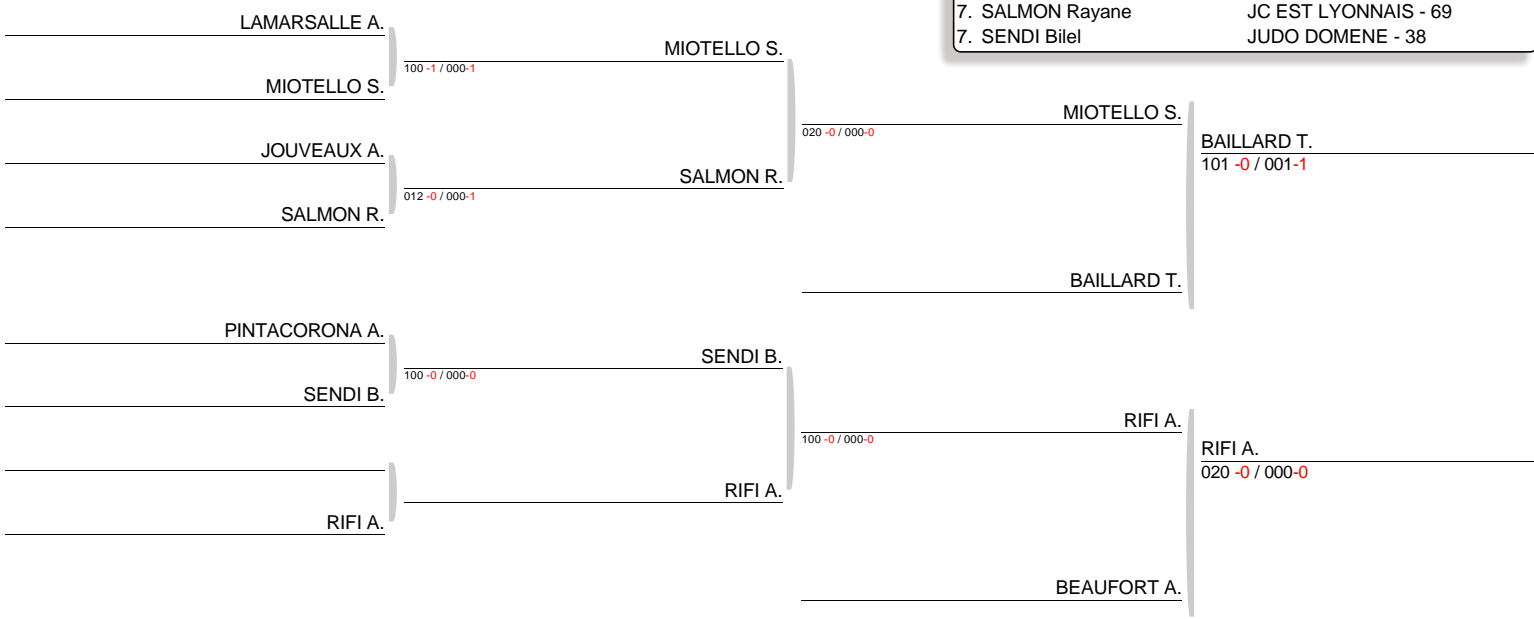 7. SALMON Rayane JC EST LYONNAIS - 69
7. SENDI Bilel JUDO DOMENE - 38
LAMARSALLE A.
MIOTELLO S.
100 -1 / 000-1
MIOTELLO S.
MIOTELLO S.
020 -0 / 000-0
BAILLARD T.
101 -0 / 001-1
JOUVEAUX A.
SALMON R.
012 -0 / 000-1
SALMON R.
BAILLARD T.
PINTACORONA A.
SENDI B.
100 -0 / 000-0
SENDI B.
RIFI A.
100 -0 / 000-0
RIFI A.
020 -0 / 000-0
RIFI A.
RIFI A.
BEAUFORT A.